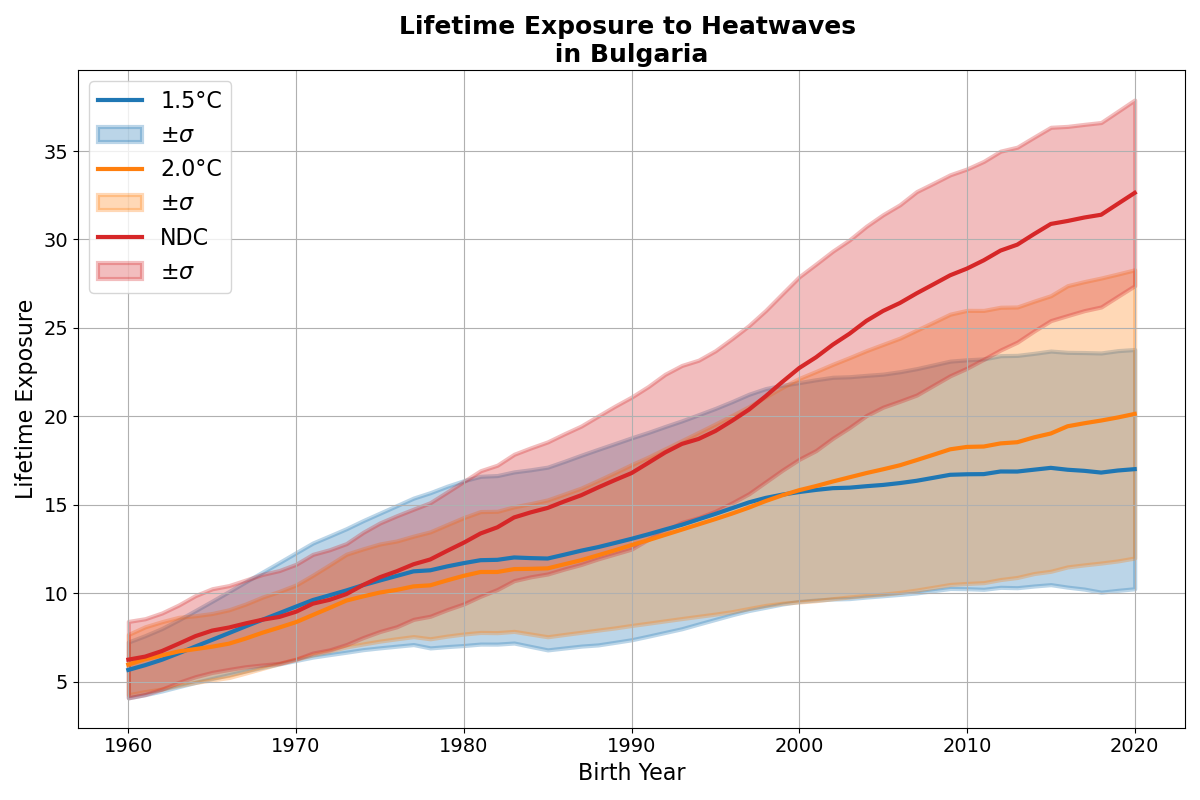 Lifetime Exposure to Heatwaves
in Bulgaria
1.5°C
±σ
2.0°C
±σ
NDC
±σ
Lifetime Exposure
35
30
25
20
15
10
5
1960 1970 1980 1990 2000 2010 2020
Birth Year